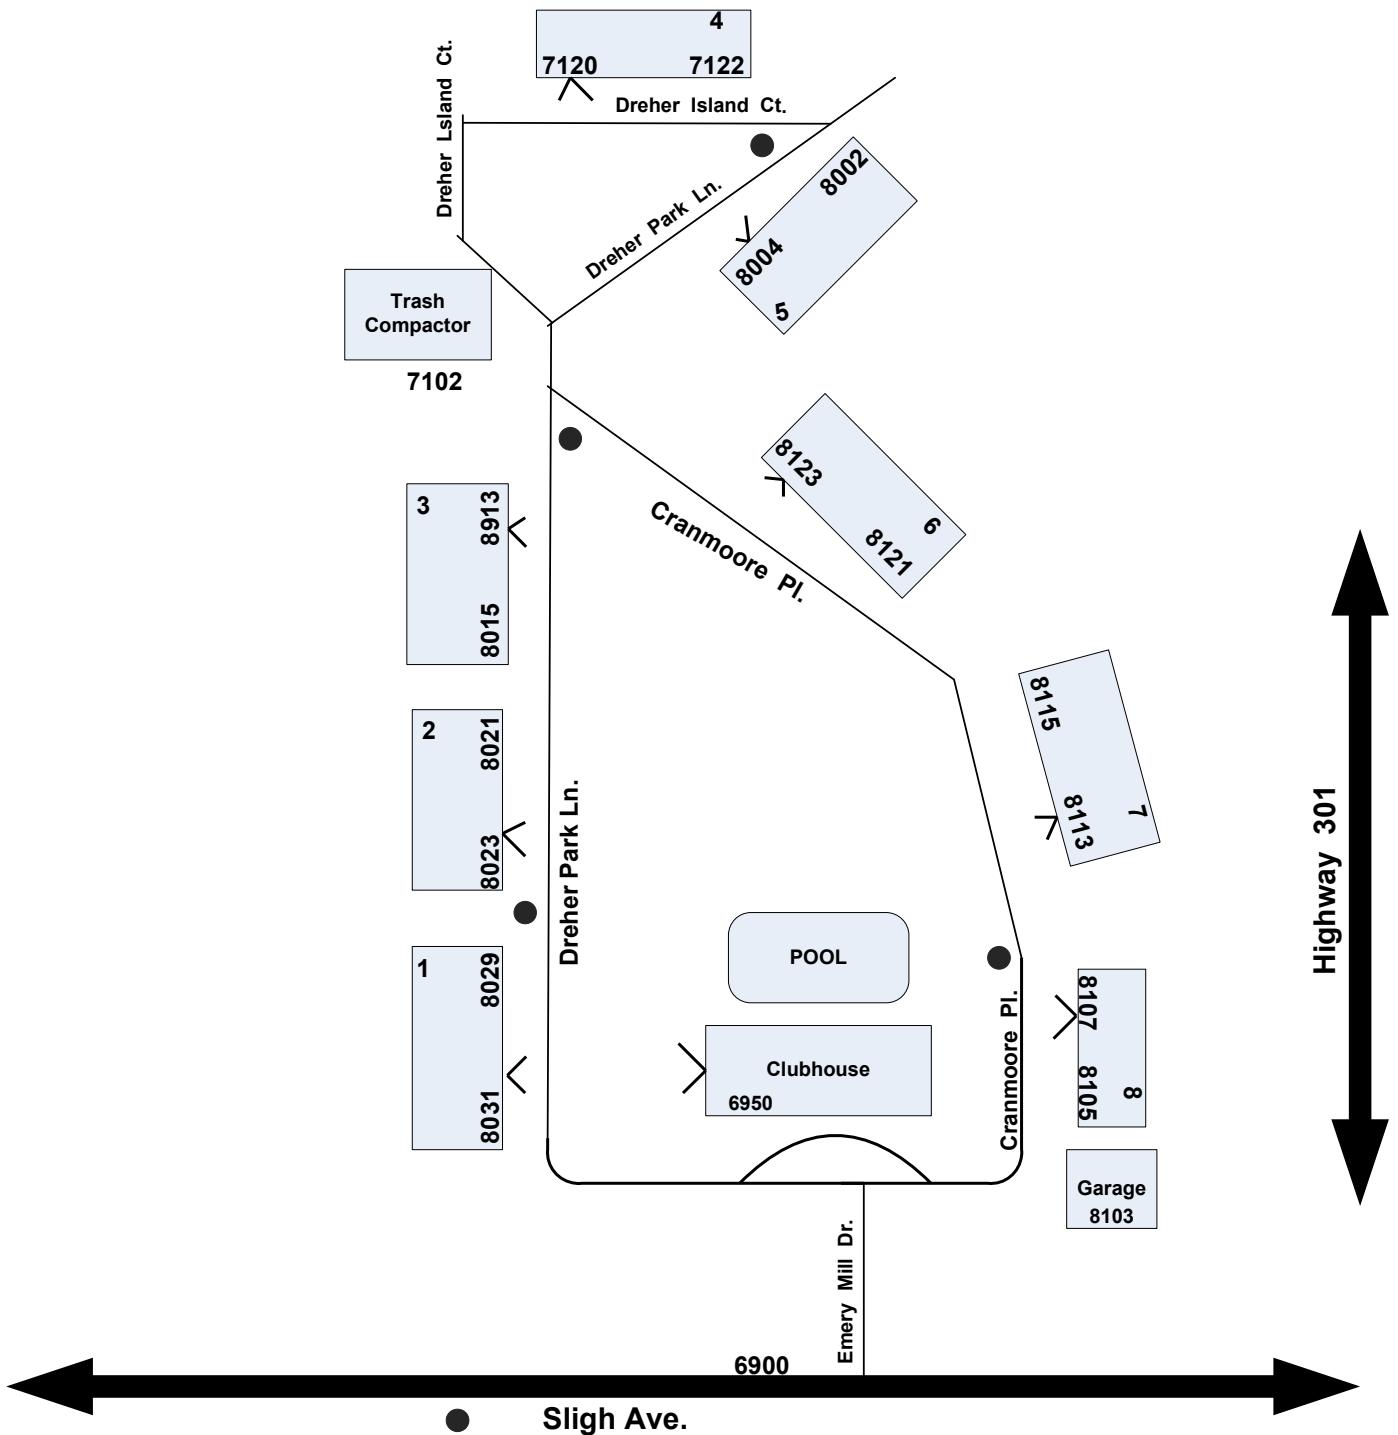 4
7120
7122
Dreher Island Ct.
Dreher Lsland Ct.
8002
Dreher Park Ln.
8004
5
Trash
Compactor
7102
8123
6
8121
Cranmoore Pl.
3
8913
8015
8115
8113
7
2
8021
8023
Dreher Park Ln.
Highway 301
POOL
1
8029
8031
Clubhouse
6950
Cranmoore Pl.
8107
8105
8
Garage
8103
Emery Mill Dr.
6900
Sligh Ave.